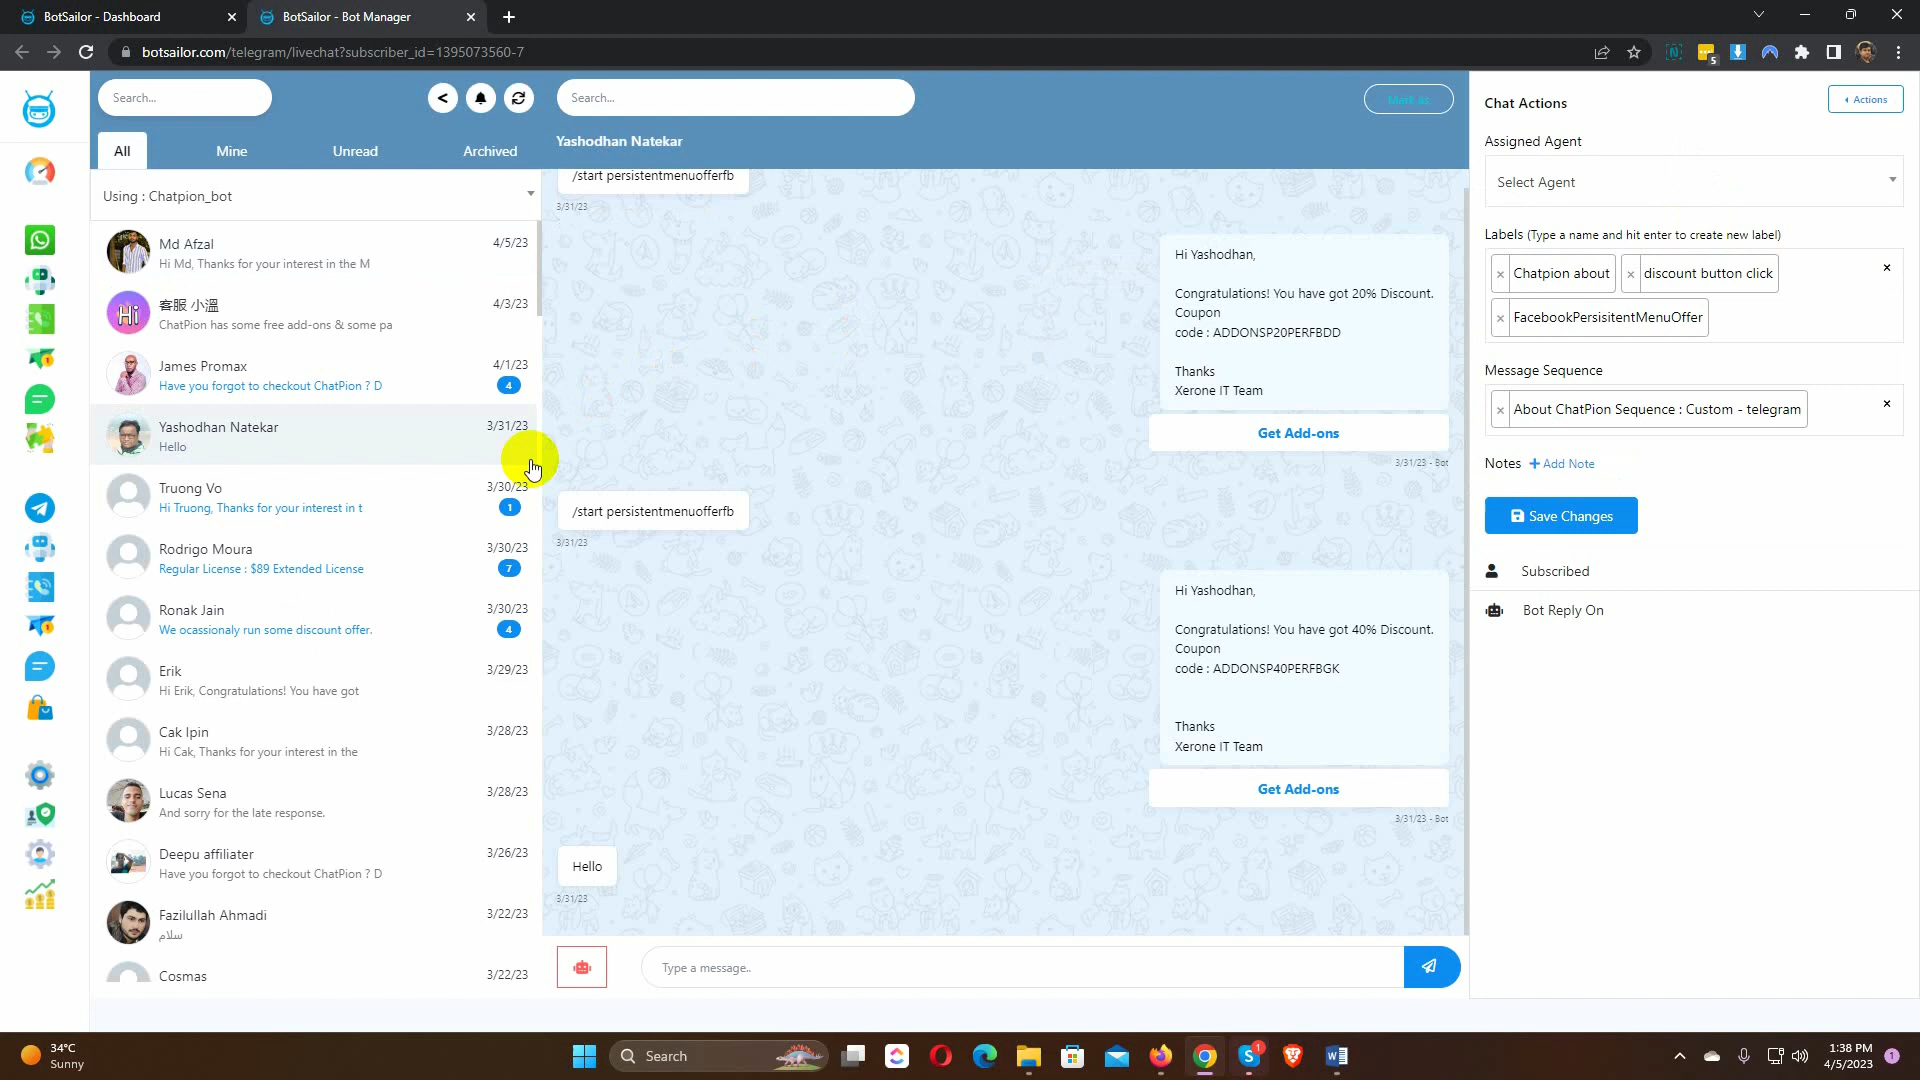 BotSailor - Dashboard
BotSailor - Bot Manager
botsailor.com/telegram/livechat?subscriber_id=1395073560-7
5
Search...
Search...
Mark as
All
Mine
Unread
Archived
Yashodhan Natekar
Using : Chatpion_bot
Md Afzal
4/5/23
Hi Md, Thanks for your interest in the M
Hi
客服 小溫
4/3/23
ChatPion has some free add-ons & some pa
James Promax
4/1/23
Have you forgot to checkout ChatPion ? D
4
Yashodhan Natekar
3/31/23
Hello
Truong Vo
3/30/23
Hi Truong, Thanks for your interest in t
1
Rodrigo Moura
3/30/23
Regular License : $89 Extended License
7
Ronak Jain
3/30/23
We ocassionaly run some discount offer.
4
Erik
3/29/23
Hi Erik, Congratulations! You have got
Cak Ipin
3/28/23
Hi Cak, Thanks for your interest in the
Lucas Sena
3/28/23
And sorry for the late response.
Deepu affiliater
3/26/23
Have you forgot to checkout ChatPion ? D
Fazilullah Ahmadi
3/22/23
سلام
Cosmas
3/22/23
/start persistentmenuofferfb
3/31/23
Hi Yashodhan,
Congratulations! You have got 20% Discount.
Coupon
code : ADDONSP20PERFBDD
Thanks
Xerone IT Team
Get Add-ons
3/31/23 - Bot
/start persistentmenuofferfb
3/31/23
Hi Yashodhan,
Congratulations! You have got 40% Discount.
Coupon
code : ADDONSP40PERFBGK
Thanks
Xerone IT Team
Get Add-ons
3/31/23 - Bot
Hello
3/31/23
Type a message..
Chat Actions
Actions
Assigned Agent
Select Agent
Labels (Type a name and hit enter to create new label)
× Chatpion about
× discount button click
×
× FacebookPersisitentMenuOffer
Message Sequence
× About ChatPion Sequence : Custom - telegram
×
Notes + Add Note
Save Changes
Subscribed
Bot Reply On
34°C
Sunny
Search
1
1:38 PM
4/5/2023
1